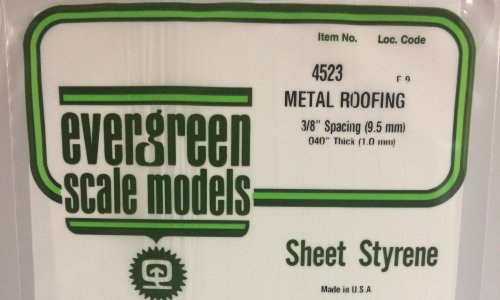 Item No. Loc. Code
4523 F 9
METAL ROOFING
3/8" Spacing (9.5 mm)
.040" Thick (1.0 mm)
evergreen
scale models
Sheet Styrene
Made in U.S.A